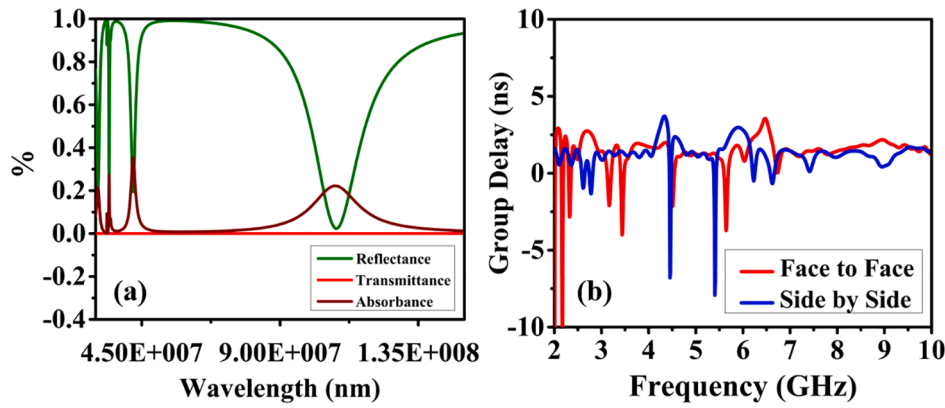 1.0
0.8
0.6
0.4
0.2
0.0
-0.2
-0.4
%
(a)
Reflectance
Transmittance
Absorbance
4.50E+007 9.00E+007 1.35E+008
Wavelength (nm)
10
5
0
-5
-10
Group Delay (ns)
(b)
Face to Face
Side by Side
2 3 4 5 6 7 8 9 10
Frequency (GHz)